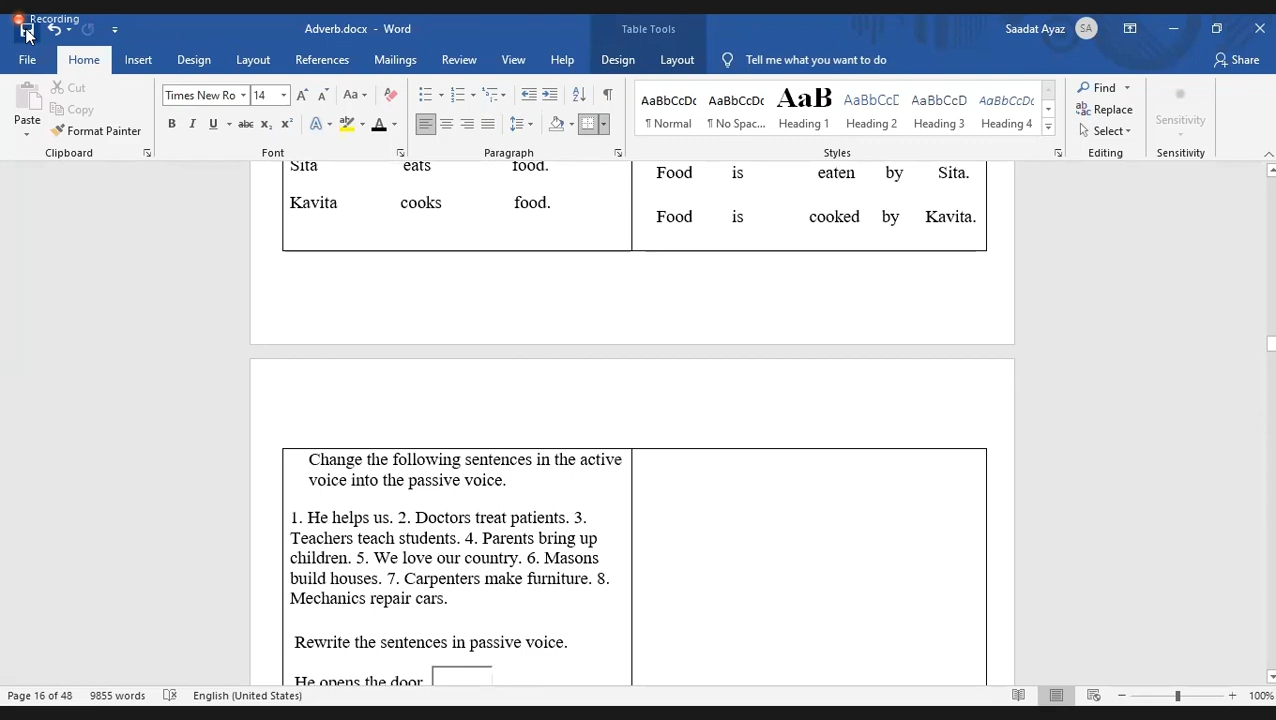 Recording
Adverb.docx - Word
Table Tools
Saadat Ayaz
SA
File
Home
Insert
Design
Layout
References
Mailings
Review
View
Help
Design
Layout
Tell me what you want to do
Share
Paste
Cut
Copy
Format Painter
Clipboard
Times New Ro
14
Font
Paragraph
AaBbCcDc
¶ Normal
AaBbCcDc
¶ No Spac...
AaB
Heading 1
AaBbCcDc
Heading 2
AaBbCcDc
Heading 3
AaBbCcDc
Heading 4
Styles
Find
Replace
Select
Editing
Sensitivity
Sensitivity
Sita eats food.
Kavita cooks food.
Food is eaten by Sita.
Food is cooked by Kavita.
Change the following sentences in the active
voice into the passive voice.
1. He helps us. 2. Doctors treat patients. 3.
Teachers teach students. 4. Parents bring up
children. 5. We love our country. 6. Masons
build houses. 7. Carpenters make furniture. 8.
Mechanics repair cars.
Rewrite the sentences in passive voice.
He opens the door
Page 16 of 48
9855 words
English (United States)
100%